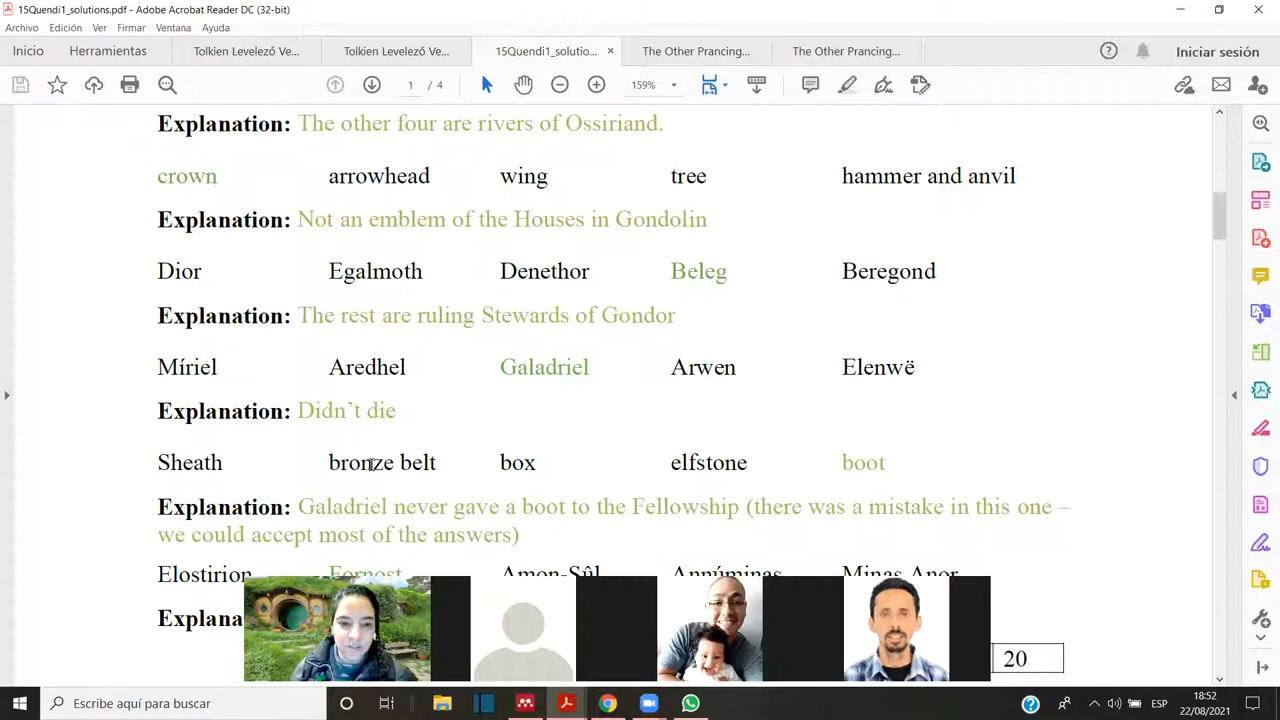 15Quendi1_solutions.pdf - Adobe Acrobat Reader DC (32-bit)
Archivo Edición Ver Firmar Ventana Ayuda
Inicio Herramientas Tolkien Levelező Ve... Tolkien Levelező Ve... 15Quendi1_solutio... × The Other Prancing... The Other Prancing... Iniciar sesión
1 / 4 159%
Explanation: The other four are rivers of Ossiriand.
crown arrowhead wing tree hammer and anvil
Explanation: Not an emblem of the Houses in Gondolin
Dior Egalmoth Denethor Beleg Beregond
Explanation: The rest are ruling Stewards of Gondor
Míriel Aredhel Galadriel Arwen Elenwë
Explanation: Didn't die
Sheath bronze belt box elfstone boot
Explanation: Galadriel never gave a boot to the Fellowship (there was a mistake in this one –
we could accept most of the answers)
Elostirion Fornost Amon-Sûl Annúminas Minas Anor
Explana
20
Escribe aquí para buscar
ESP
18:52
22/08/2021